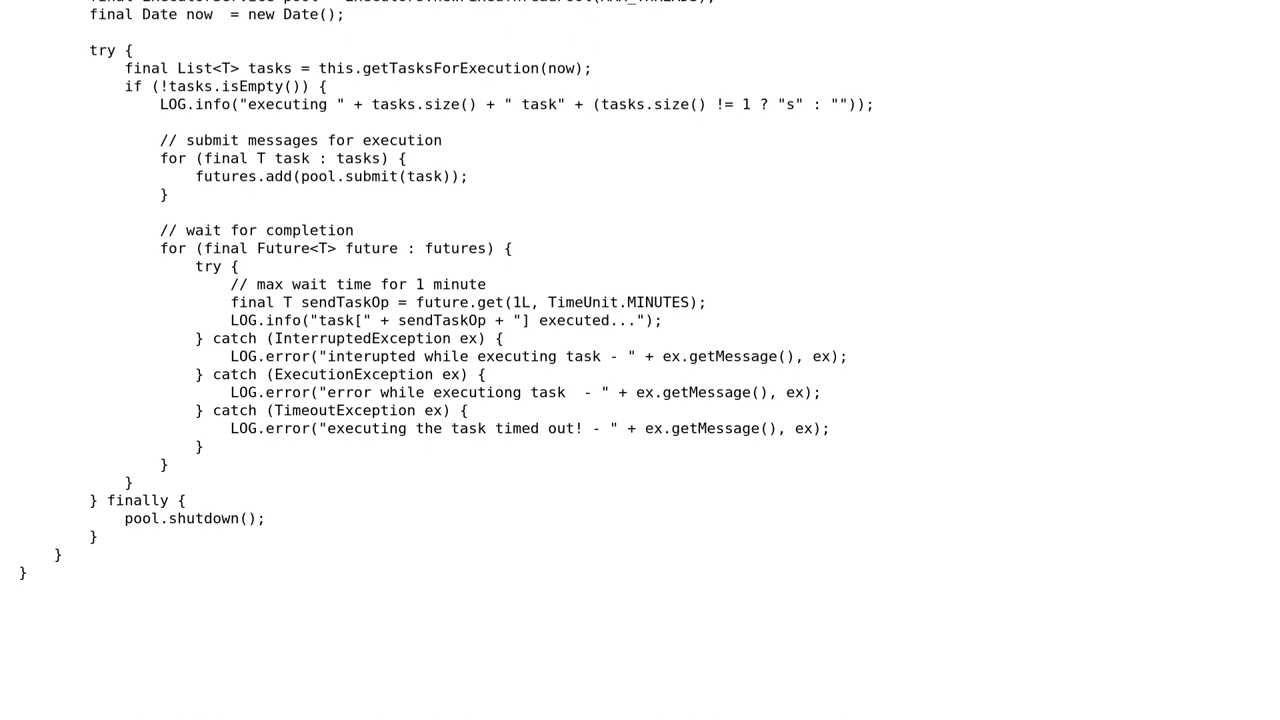 final Date now  = new Date();
try {
final List<T> tasks = this.getTasksForExecution(now);
if (!tasks.isEmpty()) {
LOG.info("executing " + tasks.size() + " task" + (tasks.size() != 1 ? "s" : ""));
// submit messages for execution
for (final T task : tasks) {
futures.add(pool.submit(task));
}
// wait for completion
for (final Future<T> future : futures) {
try {
// max wait time for 1 minute
final T sendTaskOp = future.get(1L, TimeUnit.MINUTES);
LOG.info("task[" + sendTaskOp + "] executed...");
} catch (InterruptedException ex) {
LOG.error("interupted while executing task - " + ex.getMessage(), ex);
} catch (ExecutionException ex) {
LOG.error("error while executiong task  - " + ex.getMessage(), ex);
} catch (TimeoutException ex) {
LOG.error("executing the task timed out! - " + ex.getMessage(), ex);
}
}
}
} finally {
pool.shutdown();
}
}
}